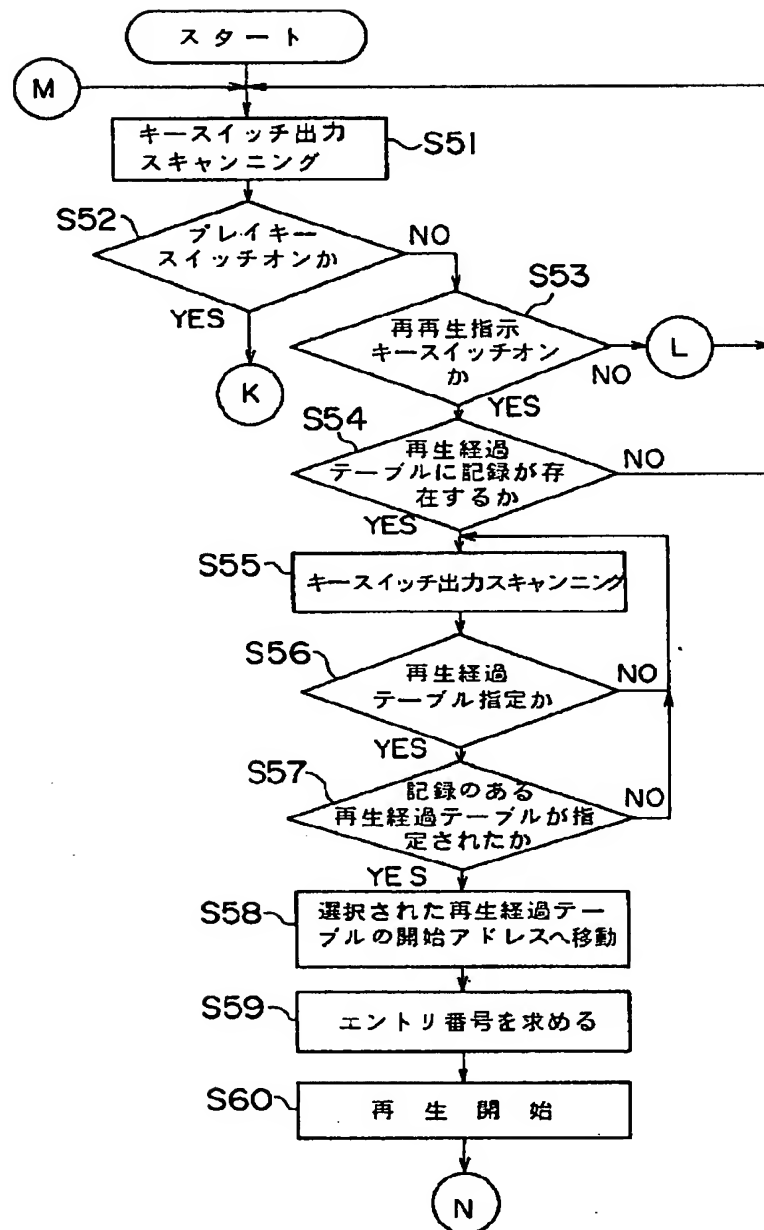 スタート
M
キースイッチ出力
スキャンニング
S51
S52
プレイキー
スイッチオンか
NO
YES
K
S53
再再生指示
キースイッチオン
か
NO
L
YES
S54
再生経過
テーブルに記録が存
在するか
NO
YES
S55
キースイッチ出力スキャンニング
S56
再生経過
テーブル指定か
NO
YES
S57
記録のある
再生経過テーブルが指
定されたか
NO
YES
S58
選択された再生経過テー
ブルの開始アドレスへ移動
S59
エントリ番号を求める
S60
再生開始
N